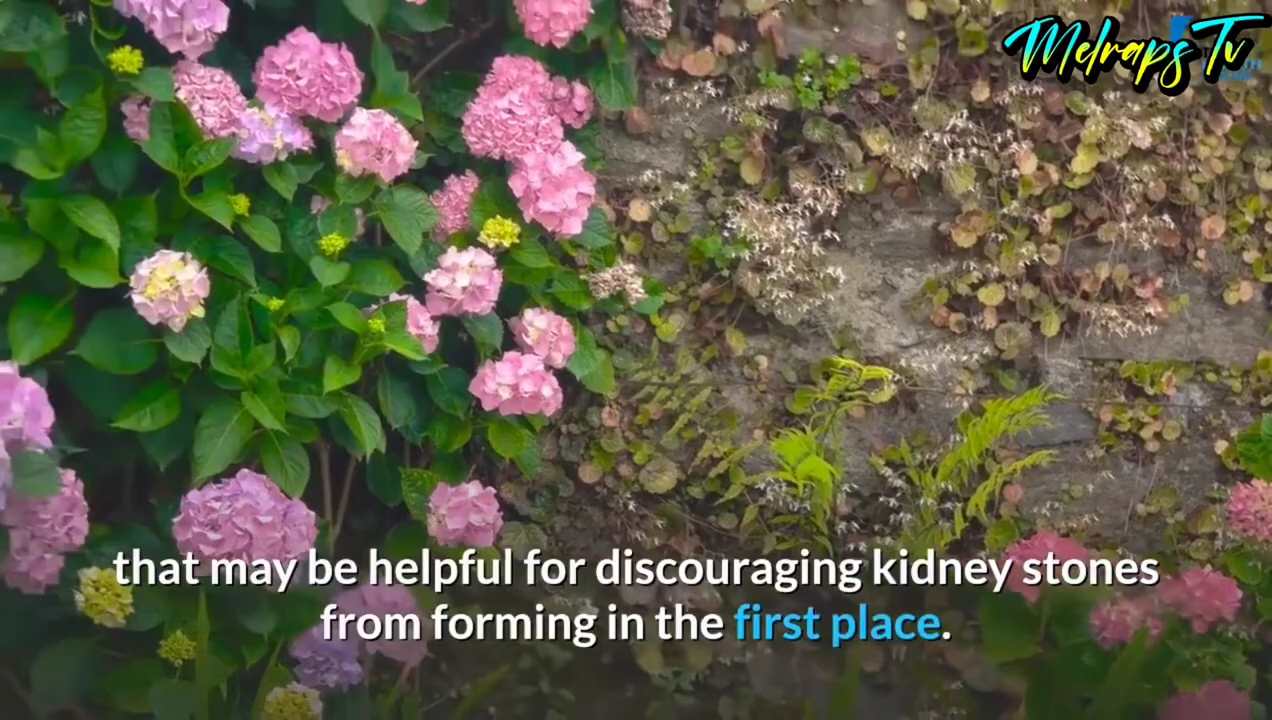 Melraps Tv
that may be helpful for discouraging kidney stones
from forming in the first place.